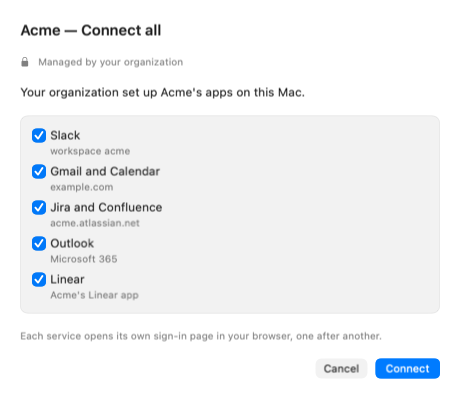 Acme — Connect all
Managed by your organization
Your organization set up Acme's apps on this Mac.
Slack
workspace acme
Gmail and Calendar
example.com
Jira and Confluence
acme.atlassian.net
Outlook
Microsoft 365
Linear
Acme's Linear app
Each service opens its own sign-in page in your browser, one after another.
Cancel
Connect